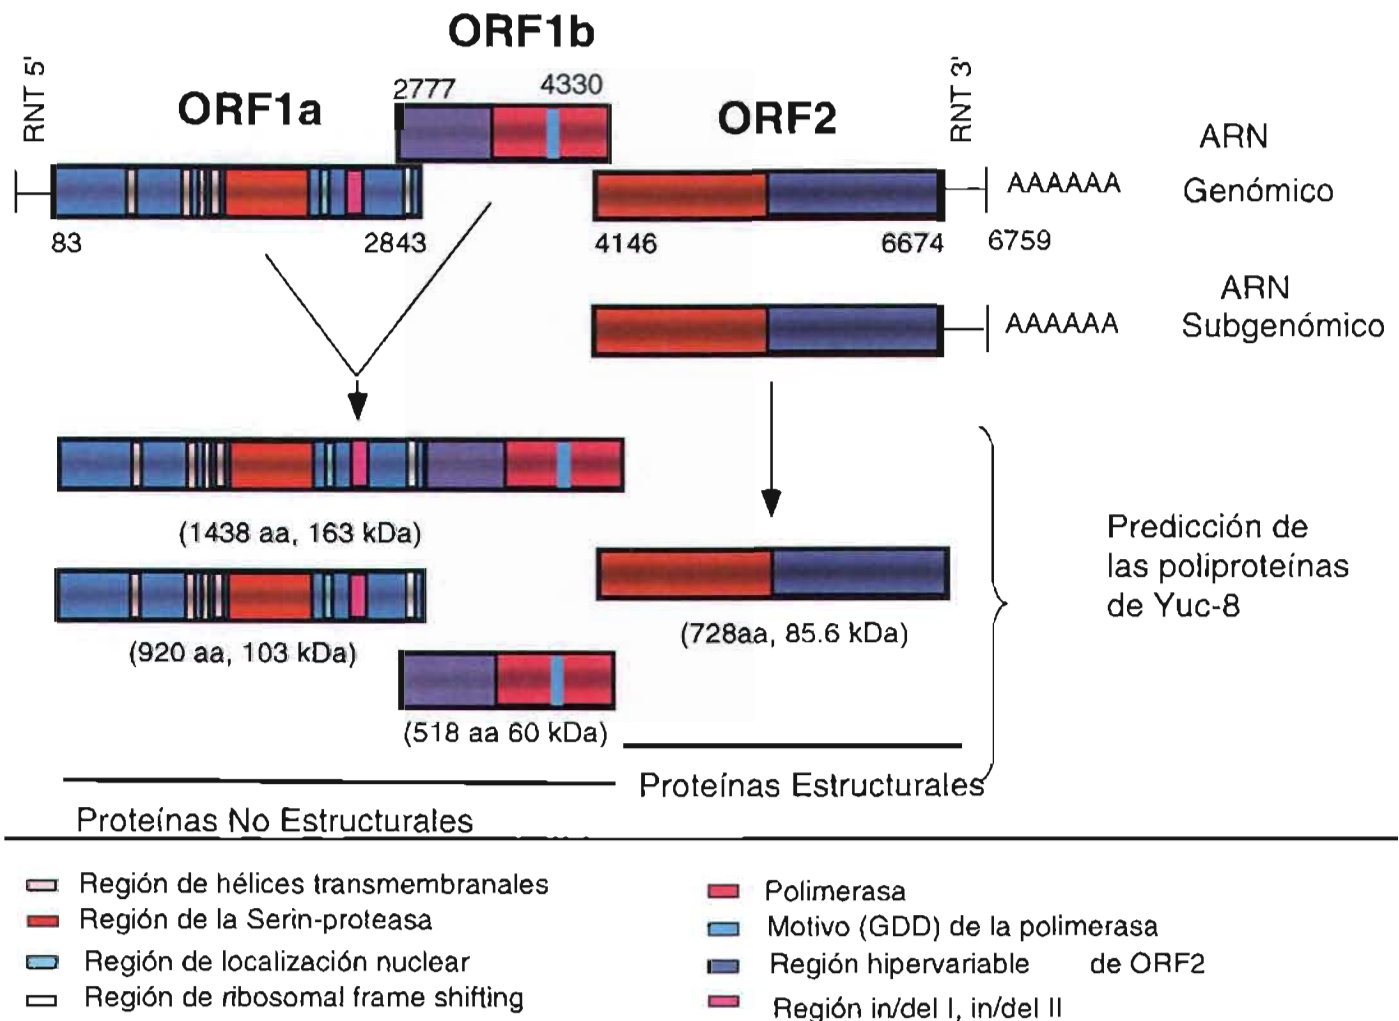 ORF1b
RNT 5'
ORF1a
2777
4330
ORF2
RNT 3'
ARN
Genómico
AAAAAA
83
2843
4146
6674
6759
ARN
Subgenómico
AAAAAA
(1438 aa, 163 kDa)
(920 aa, 103 kDa)
(518 aa 60 kDa)
(728aa, 85.6 kDa)
Predicción de
las poliproteínas
de Yuc-8
Proteínas Estructurales
Proteínas No Estructurales
Región de hélices transmembranales
Región de la Serin-proteasa
Región de localización nuclear
Región de ribosomal frame shifting
Polimerasa
Motivo (GDD) de la polimerasa
Región hipervariable de ORF2
Región in/del I, in/del II